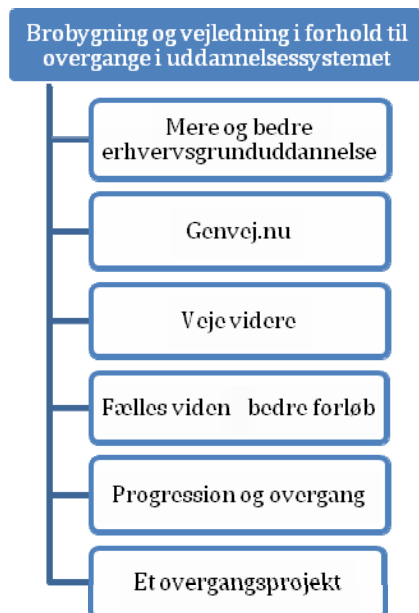 Brobygning og vejledning i forhold til
overgange i uddannelsessystemet
Mere og bedre
erhvervsgrunduddannelse
Genvej.nu
Veje videre
Fælles viden  bedre forløb
Progression og overgang
Et overgangsprojekt